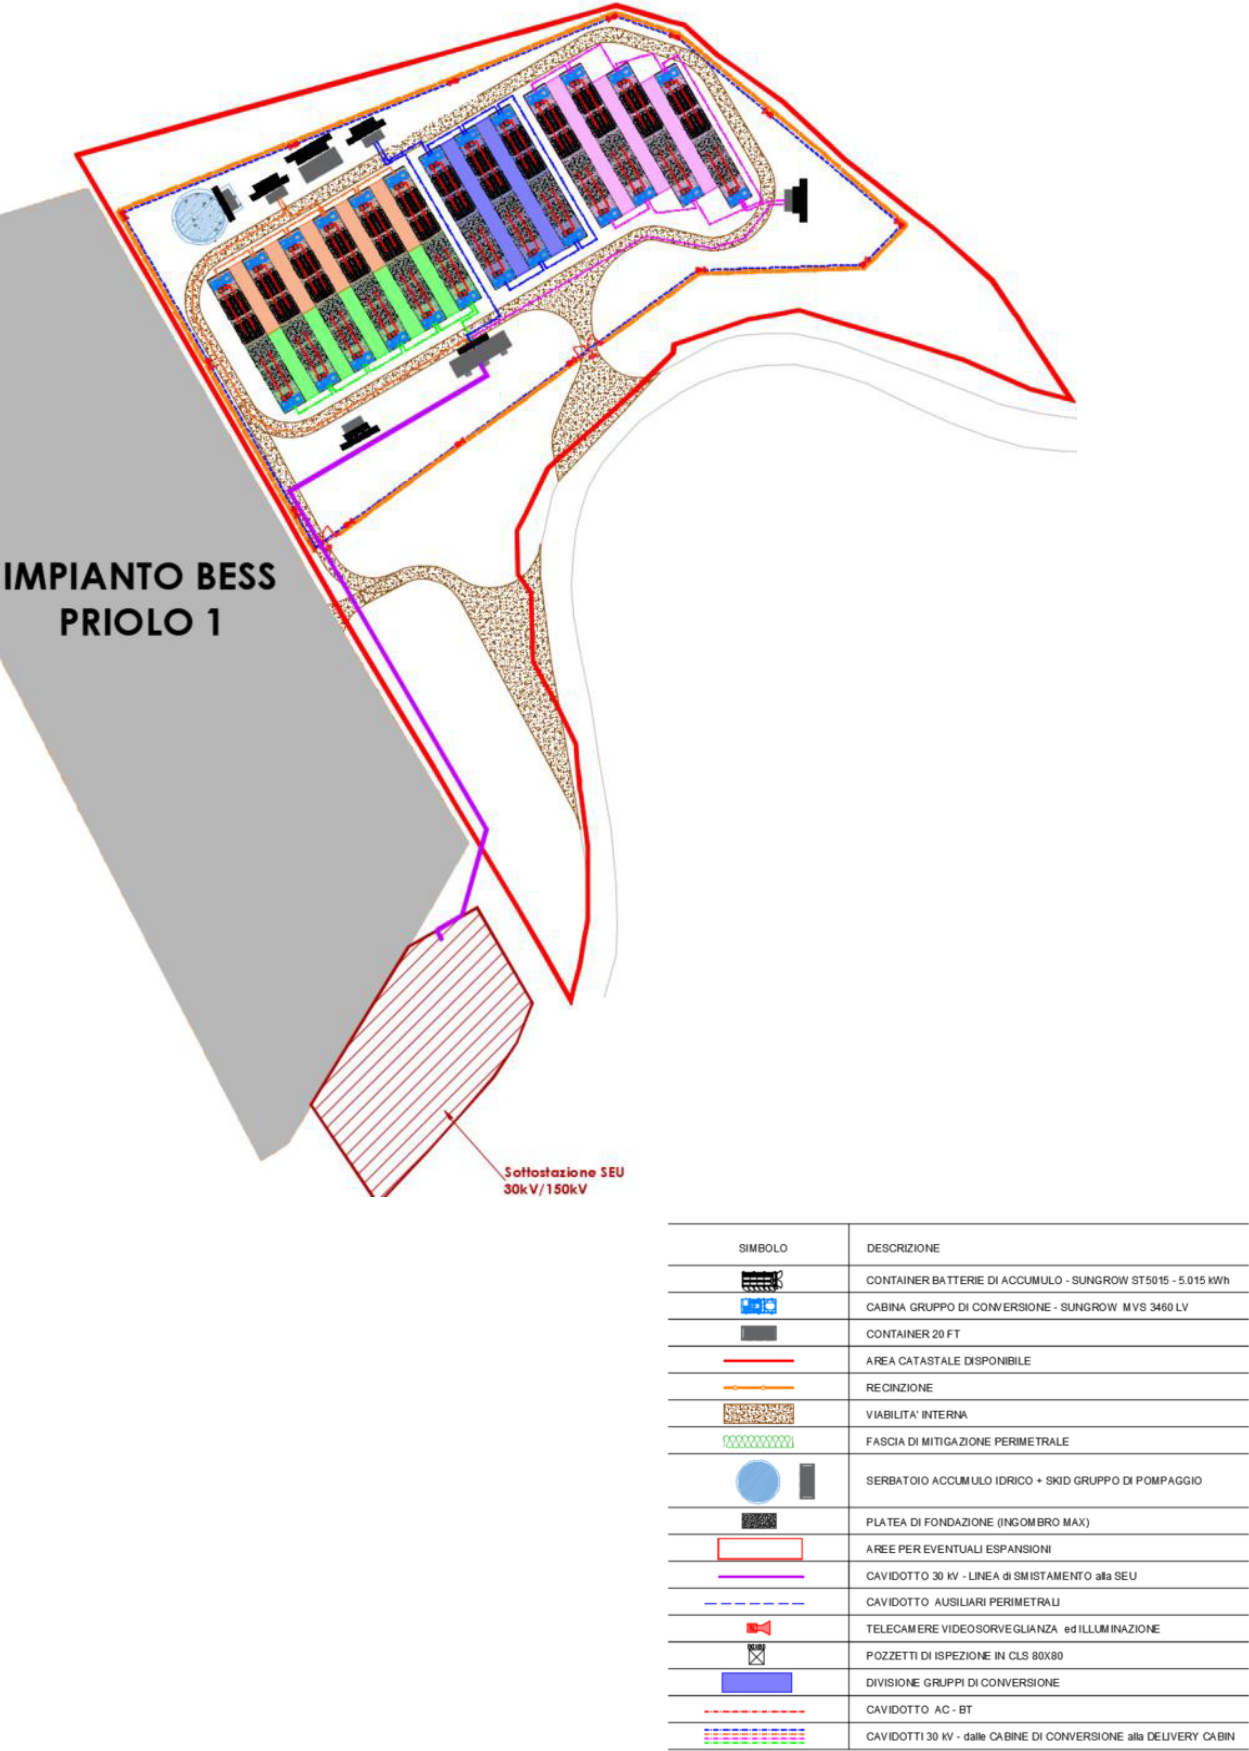 IMPIANTO BESS
PRIOLO 1
Sottostazione SEU
30kV/150kV
SIMBOLO DESCRIZIONE
CONTAINER BATTERIE DI ACCUMULO - SUNGROW ST5015 - 5.015 kWh
CABINA GRUPPO DI CONVERSIONE - SUNGROW MVS 3460 LV
CONTAINER 20 FT
AREA CATASTALE DISPONIBILE
RECINZIONE
VIABILITA' INTERNA
FASCIA DI MITIGAZIONE PERIMETRALE
SERBATOIO ACCUMULO IDRICO + SKID GRUPPO DI POMPAGGIO
PLATEA DI FONDAZIONE (INGOMBRO MAX)
AREE PER EVENTUALI ESPANSIONI
CAVIDOTTO 30 kV - LINEA di SMISTAMENTO alla SEU
CAVIDOTTO AUSILIARI PERIMETRALI
TELECAMERE VIDEOSORVEGLIANZA ed ILLUMINAZIONE
POZZETTI DI ISPEZIONE IN CLS 80X80
DIVISIONE GRUPPI DI CONVERSIONE
CAVIDOTTO AC - BT
CAVIDOTTI 30 kV - dalle CABINE DI CONVERSIONE alla DELIVERY CABIN